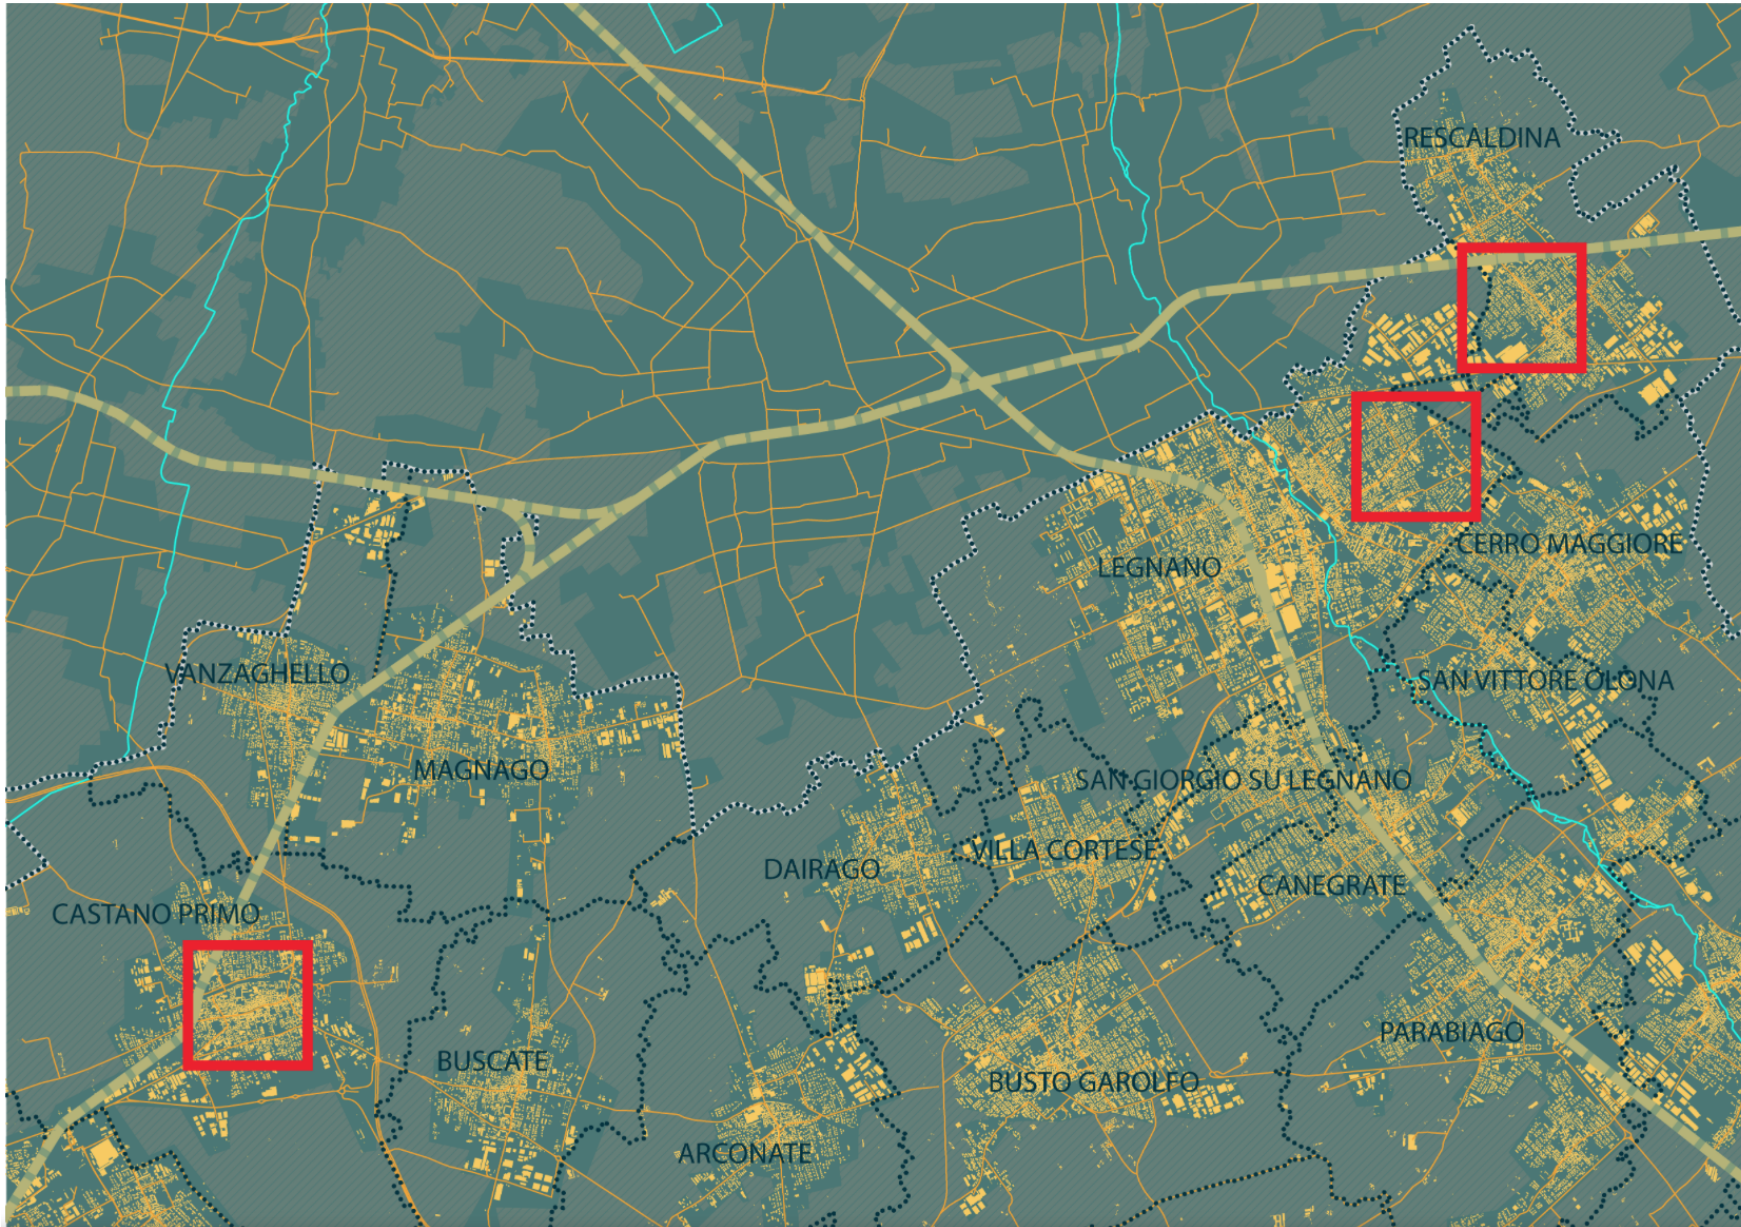 RESCALDINA
CERRO MAGGIORE
LEGNANO
VANZAGHELLO
SAN VITTORE OLONA
MAGNAGO
SAN GIORGIO SU LEGNANO
DAIRAGO
VILLA CORTESE
CANEGRATE
CASTANO PRIMO
PARABIAGO
BUSCATE
BUSTO GAROLFO
ARCONATE